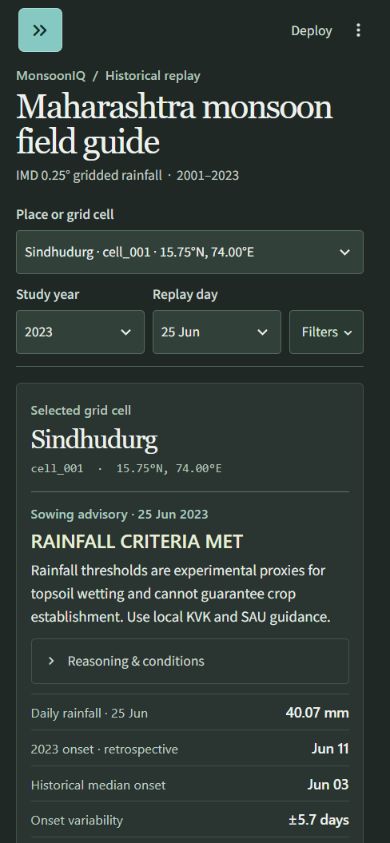 Deploy
MonsoonIQ / Historical replay
Maharashtra monsoon
field guide
IMD 0.25° gridded rainfall · 2001–2023
Place or grid cell
Sindhudurg · cell_001 · 15.75°N, 74.00°E
Study year
Replay day
2023
25 Jun
Filters
Selected grid cell
Sindhudurg
cell_001 · 15.75°N, 74.00°E
Sowing advisory · 25 Jun 2023
RAINFALL CRITERIA MET
Rainfall thresholds are experimental proxies for
topsoil wetting and cannot guarantee crop
establishment. Use local KVK and SAU guidance.
Reasoning & conditions
Daily rainfall · 25 Jun 40.07 mm
2023 onset · retrospective Jun 11
Historical median onset Jun 03
Onset variability ±5.7 days